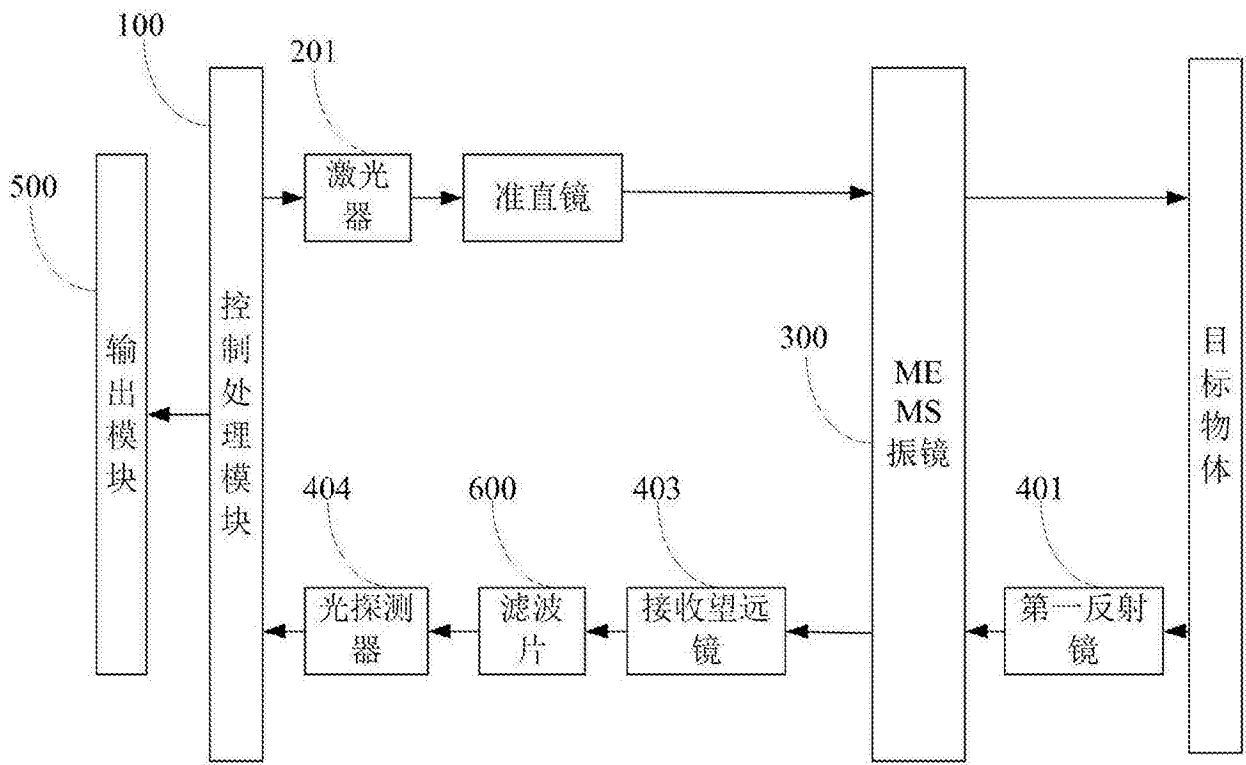 100
201
500
激光
器
准直镜
输出模块
控制处理模块
300
ME
MS
振镜
目标物体
404
600
403
401
光探测
器
滤波
片
接收望远
镜
第一反射
镜